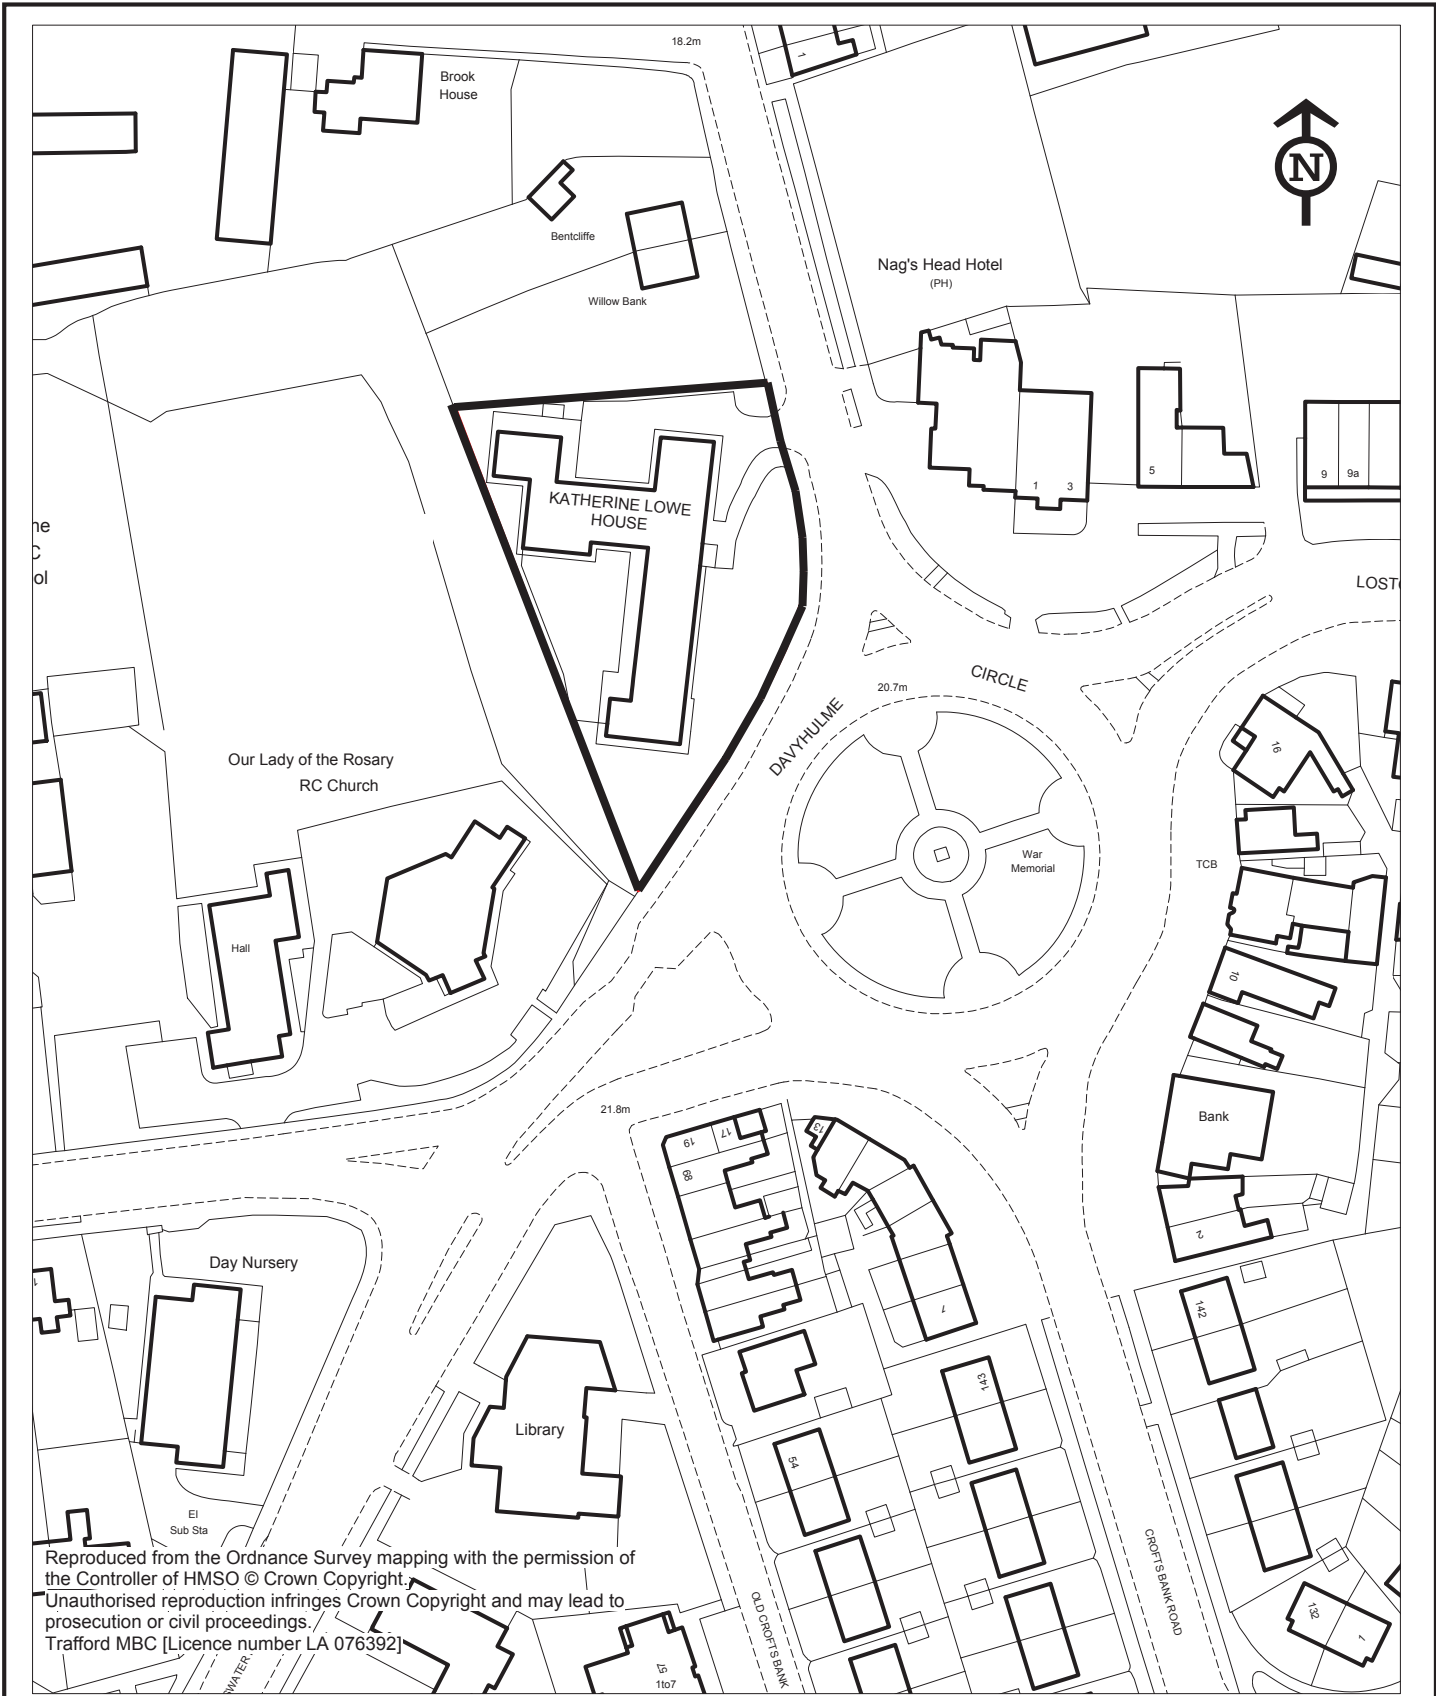 18.2m
1
Brook
House
N
Bentcliffe
Willow Bank
Nag's Head Hotel
(PH)
1 3
5
9 9a
KATHERINE LOWE
HOUSE
CIRCLE
20.7m
DAVYHULME
16
Our Lady of the Rosary
RC Church
War
Memorial
TCB
Hall
10
Bank
21.8m
19
17
13
68
2
Day Nursery
7
142
143
Library
54
El
Sub Sta
CROFTS BANK ROAD
OLD CROFTS BANK
132
1
57
1to7
Reproduced from the Ordnance Survey mapping with the permission of
the Controller of HMSO © Crown Copyright.
Unauthorised reproduction infringes Crown Copyright and may lead to
prosecution or civil proceedings.
Trafford MBC [Licence number LA 076392]